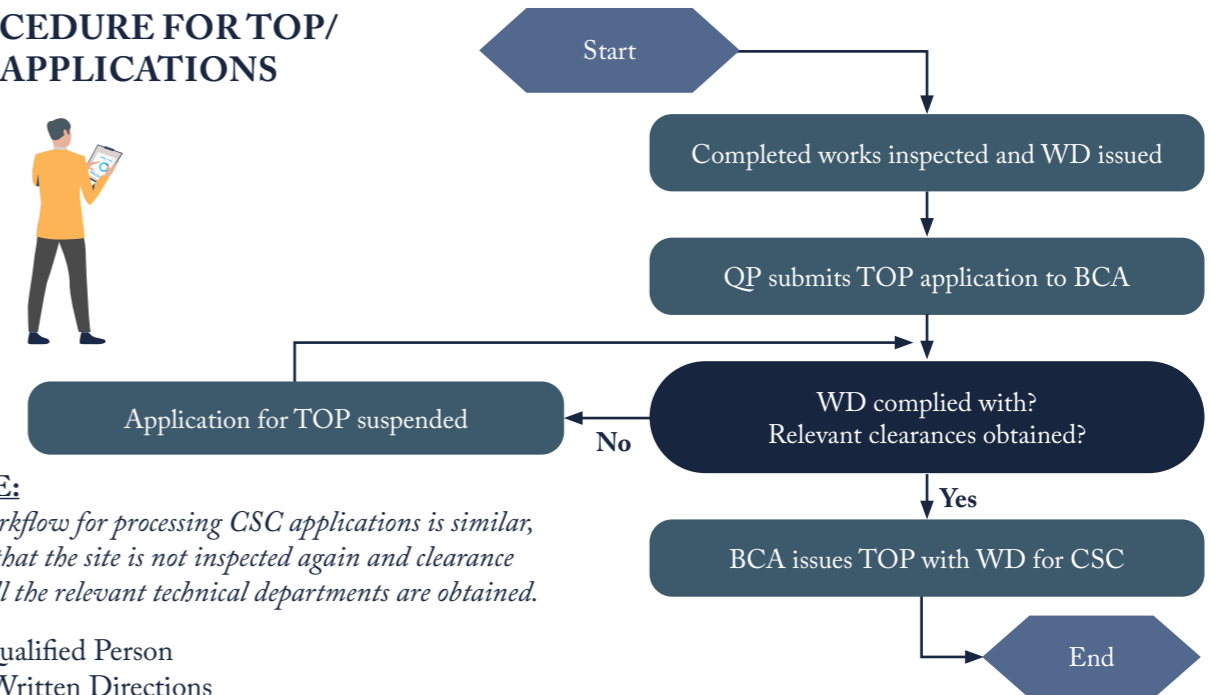 CEDURE FOR TOP/
APPLICATIONS
Start
Completed works inspected and WD issued
QP submits TOP application to BCA
WD complied with?
Relevant clearances obtained?
No
Application for TOP suspended
Yes
BCA issues TOP with WD for CSC
End
E:
rkflow for processing CSC applications is similar,
that the site is not inspected again and clearance
ll the relevant technical departments are obtained.
ualified Person
Written Directions